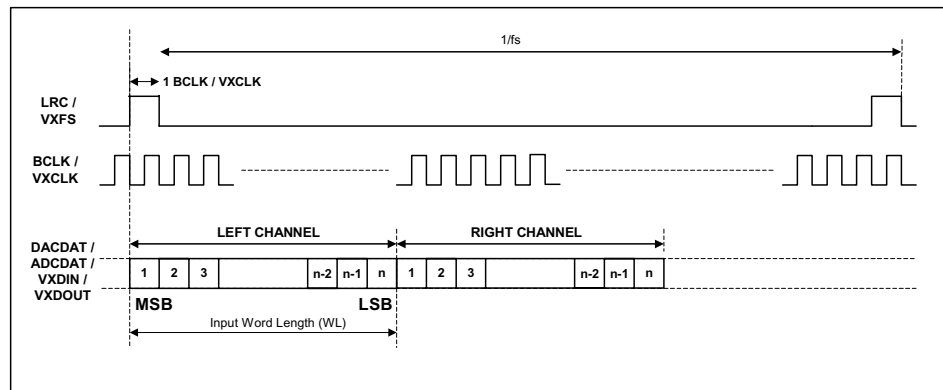 1/fs
1 BCLK / VXCLK
LRC /
VXFS
BCLK /
VXCLK
LEFT CHANNEL
RIGHT CHANNEL
DACDAT /
ADCDAT /
VXDIN /
VXDOUT
1 2 3 n-2 n-1 n 1 2 3 n-2 n-1 n
MSB
LSB
Input Word Length (WL)